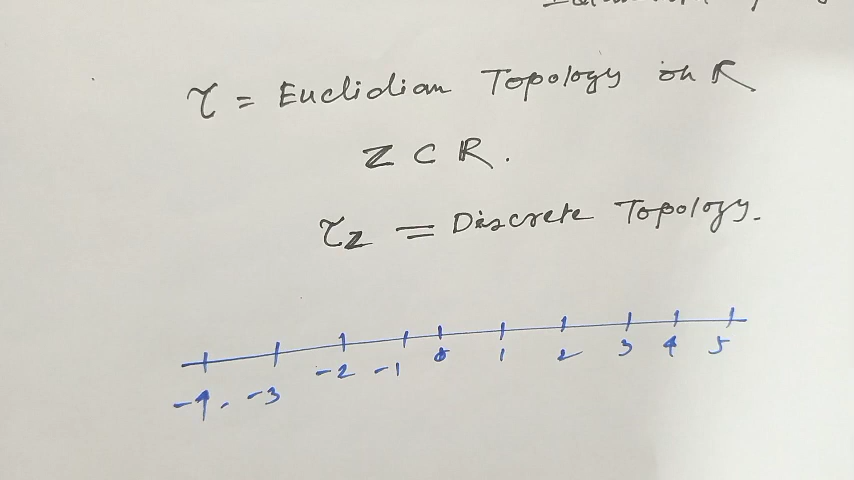 τ = Euclidian Topology on R
Z ⊂ R.
τz = Discrete Topology.
-4. -3 -2 -1 0 1 2 3 4 5